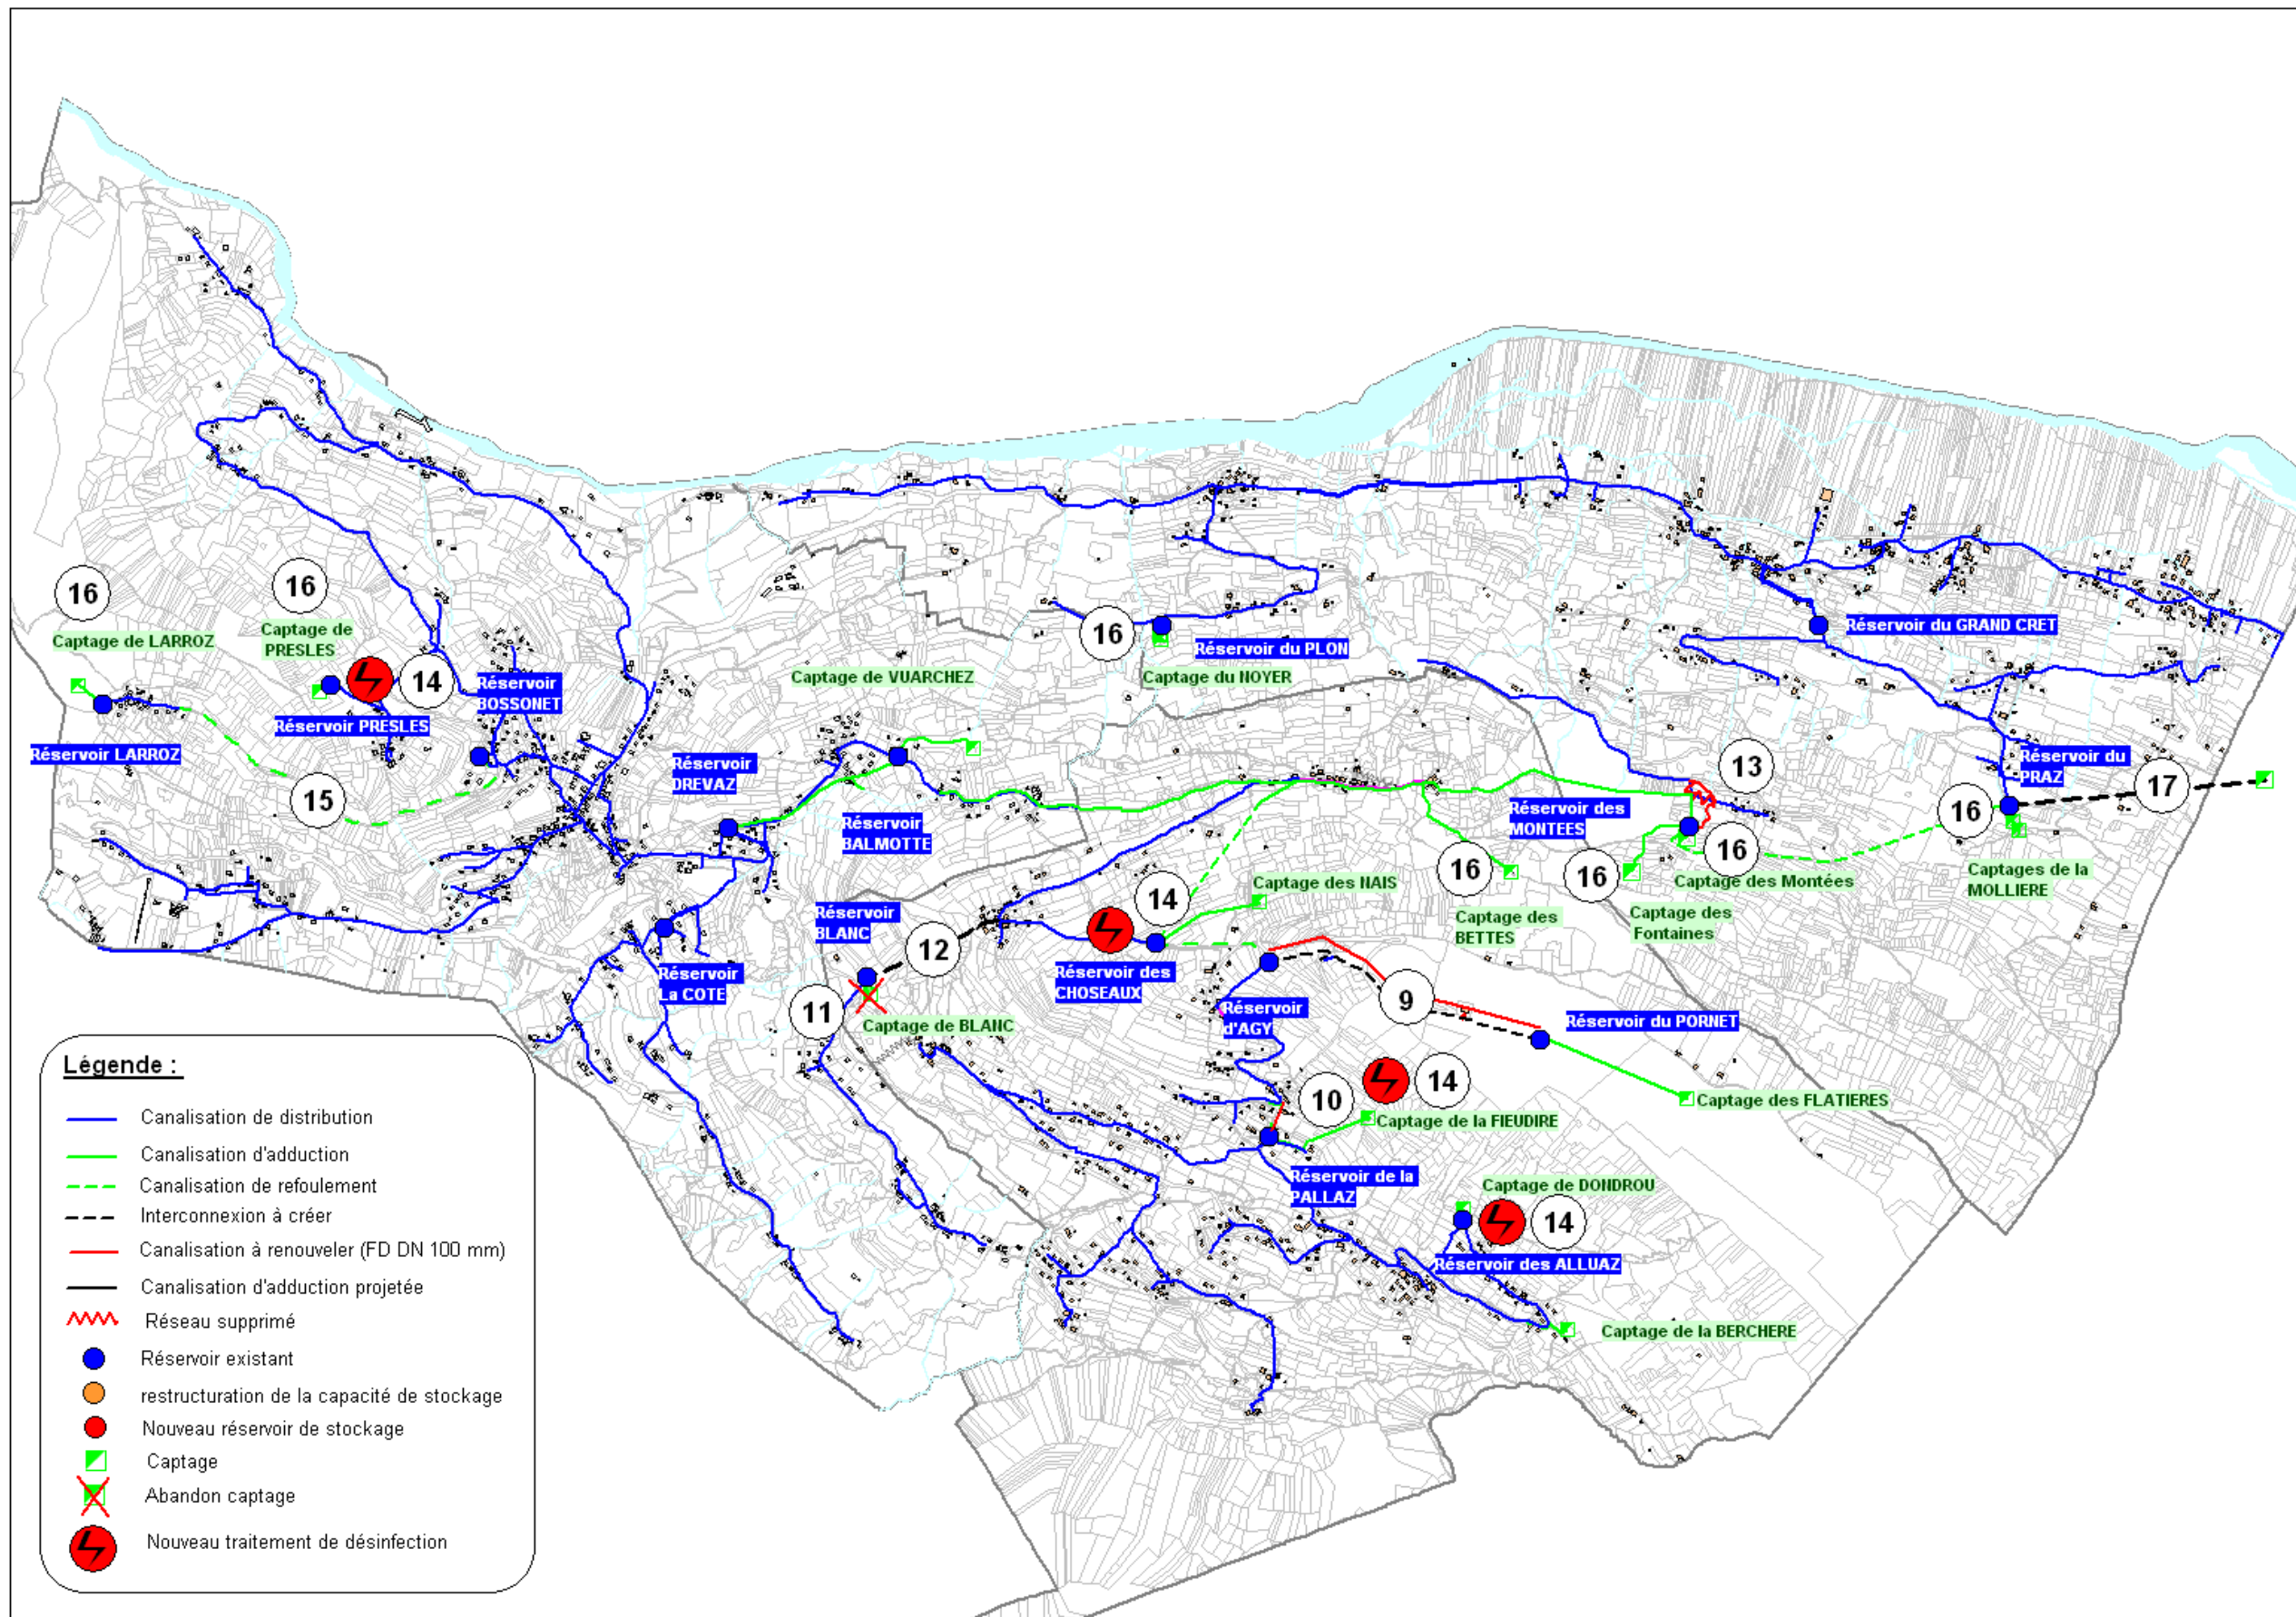 16
Captage de LARROZ
16
Captage de
PRESLES
14
Réservoir
BOSSONET
Réservoir PRESLES
Réservoir LARROZ
15
Réservoir
DREVAZ
Captage de VUARCHEZ
Réservoir
BALMOTTE
16
Réservoir du PLON
Captage du NOYER
Réservoir du GRAND CRET
13
Réservoir du
PRAZ
17
16
Réservoir des
MONTEES
16
16
16
Captage des Montées
Captages de la
MOLLIERE
Captage des
BETTES
Captage des
Fontaines
14
Captage des NAIS
Réservoir
BLANC
12
Réservoir des
CHOSEAUX
Réservoir
La COTE
11
Captage de BLANC
Réservoir
d'AGY
9
Réservoir du PORNET
10
14
Captage de la FIEUDIRE
Captage des FLATIERES
Réservoir de la
PALLAZ
Captage de DONDROU
14
Réservoir des ALLUAZ
Captage de la BERCHERE
Légende :
Canalisation de distribution
Canalisation d'adduction
Canalisation de refoulement
Interconnexion à créer
Canalisation à renouveler (FD DN 100 mm)
Canalisation d'adduction projetée
Réseau supprimé
Réservoir existant
restructuration de la capacité de stockage
Nouveau réservoir de stockage
Captage
Abandon captage
Nouveau traitement de désinfection